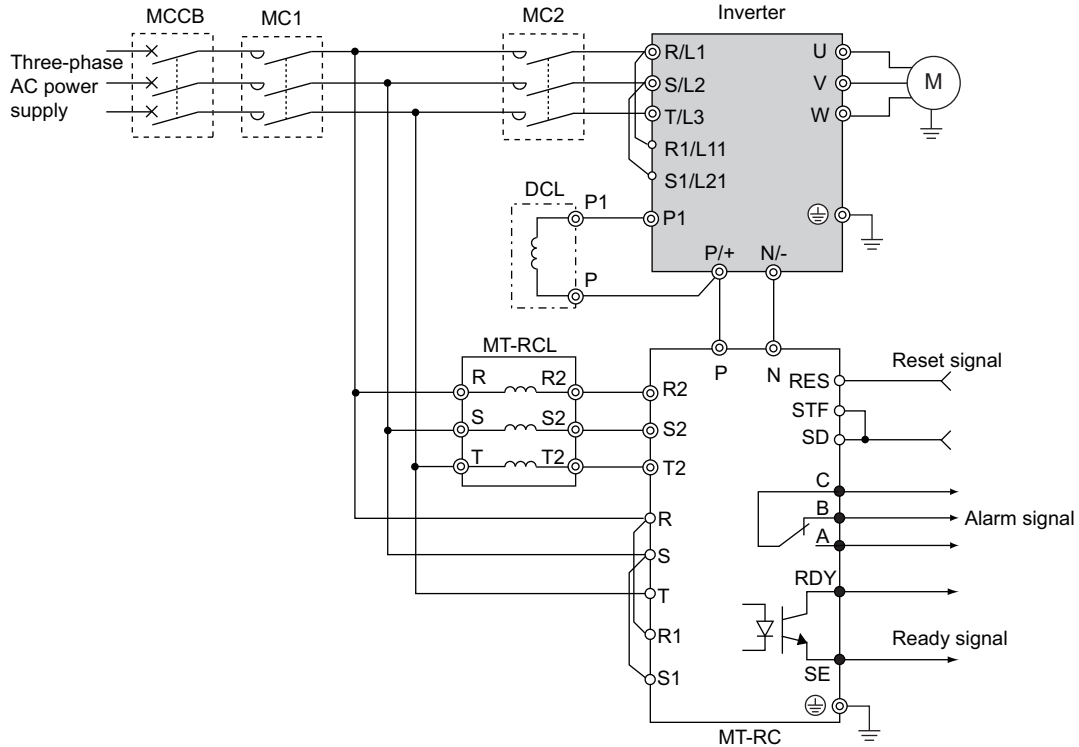 MCCB
MC1
MC2
Inverter
Three-phase
AC power
supply
R/L1
S/L2
T/L3
R1/L11
S1/L21
P1
P/+
N/-
U
V
W
M
DCL
P1
P
MT-RCL
R
R2
S
S2
T
T2
P
N
R2
S2
T2
R
S
T
R1
S1
RES
STF
SD
C
B
A
RDY
SE
Reset signal
Alarm signal
Ready signal
MT-RC